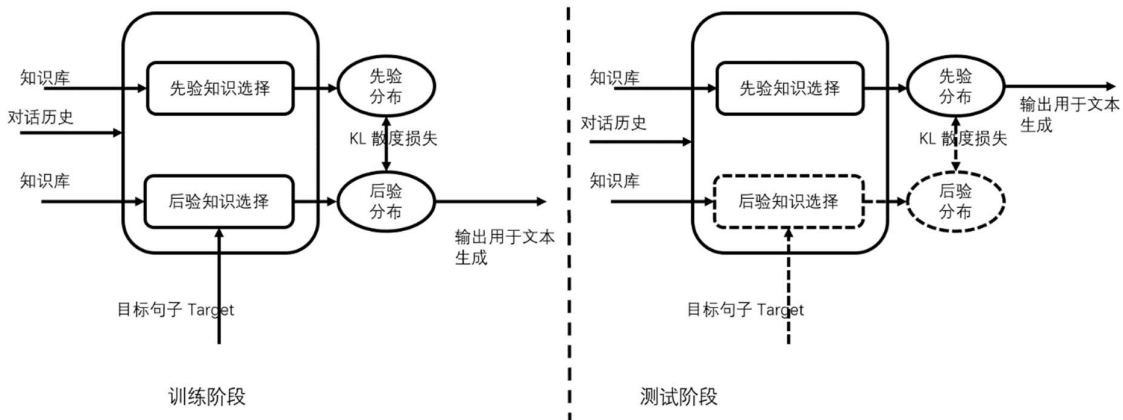 知识库
先验知识选择
先验
分布
对话历史
KL 散度损失
知识库
后验知识选择
后验
分布
输出用于文本
生成
目标句子 Target
训练阶段
知识库
先验知识选择
先验
分布
输出用于文本
生成
对话历史
KL 散度损失
知识库
后验知识选择
后验
分布
目标句子 Target
测试阶段